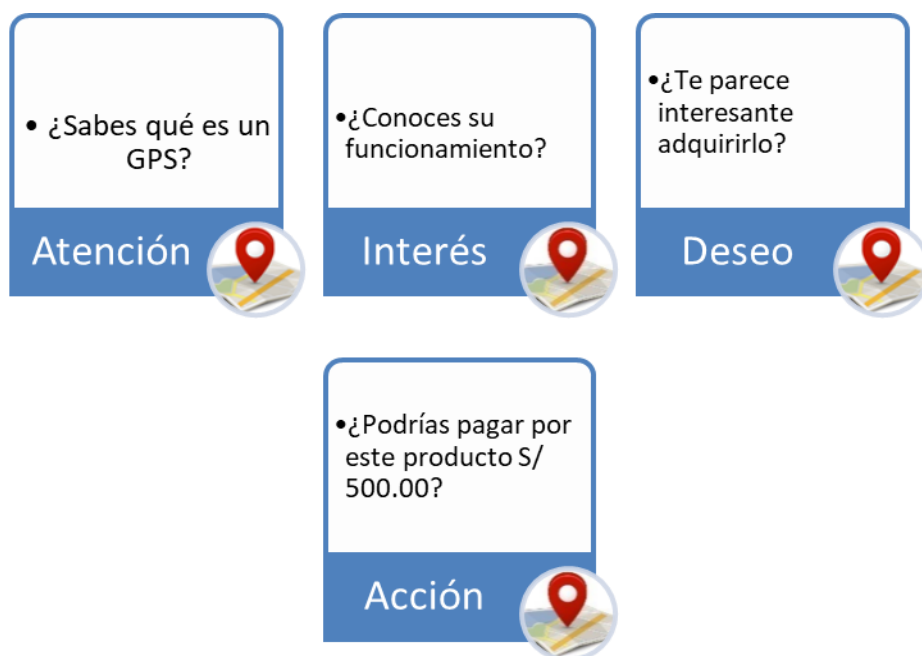 • ¿Sabes qué es un
GPS?
Atención
•¿Conoces su
funcionamiento?
Interés
•¿Te parece
interesante
adquirirlo?
Deseo
•¿Podrías pagar por
este producto S/
500.00?
Acción